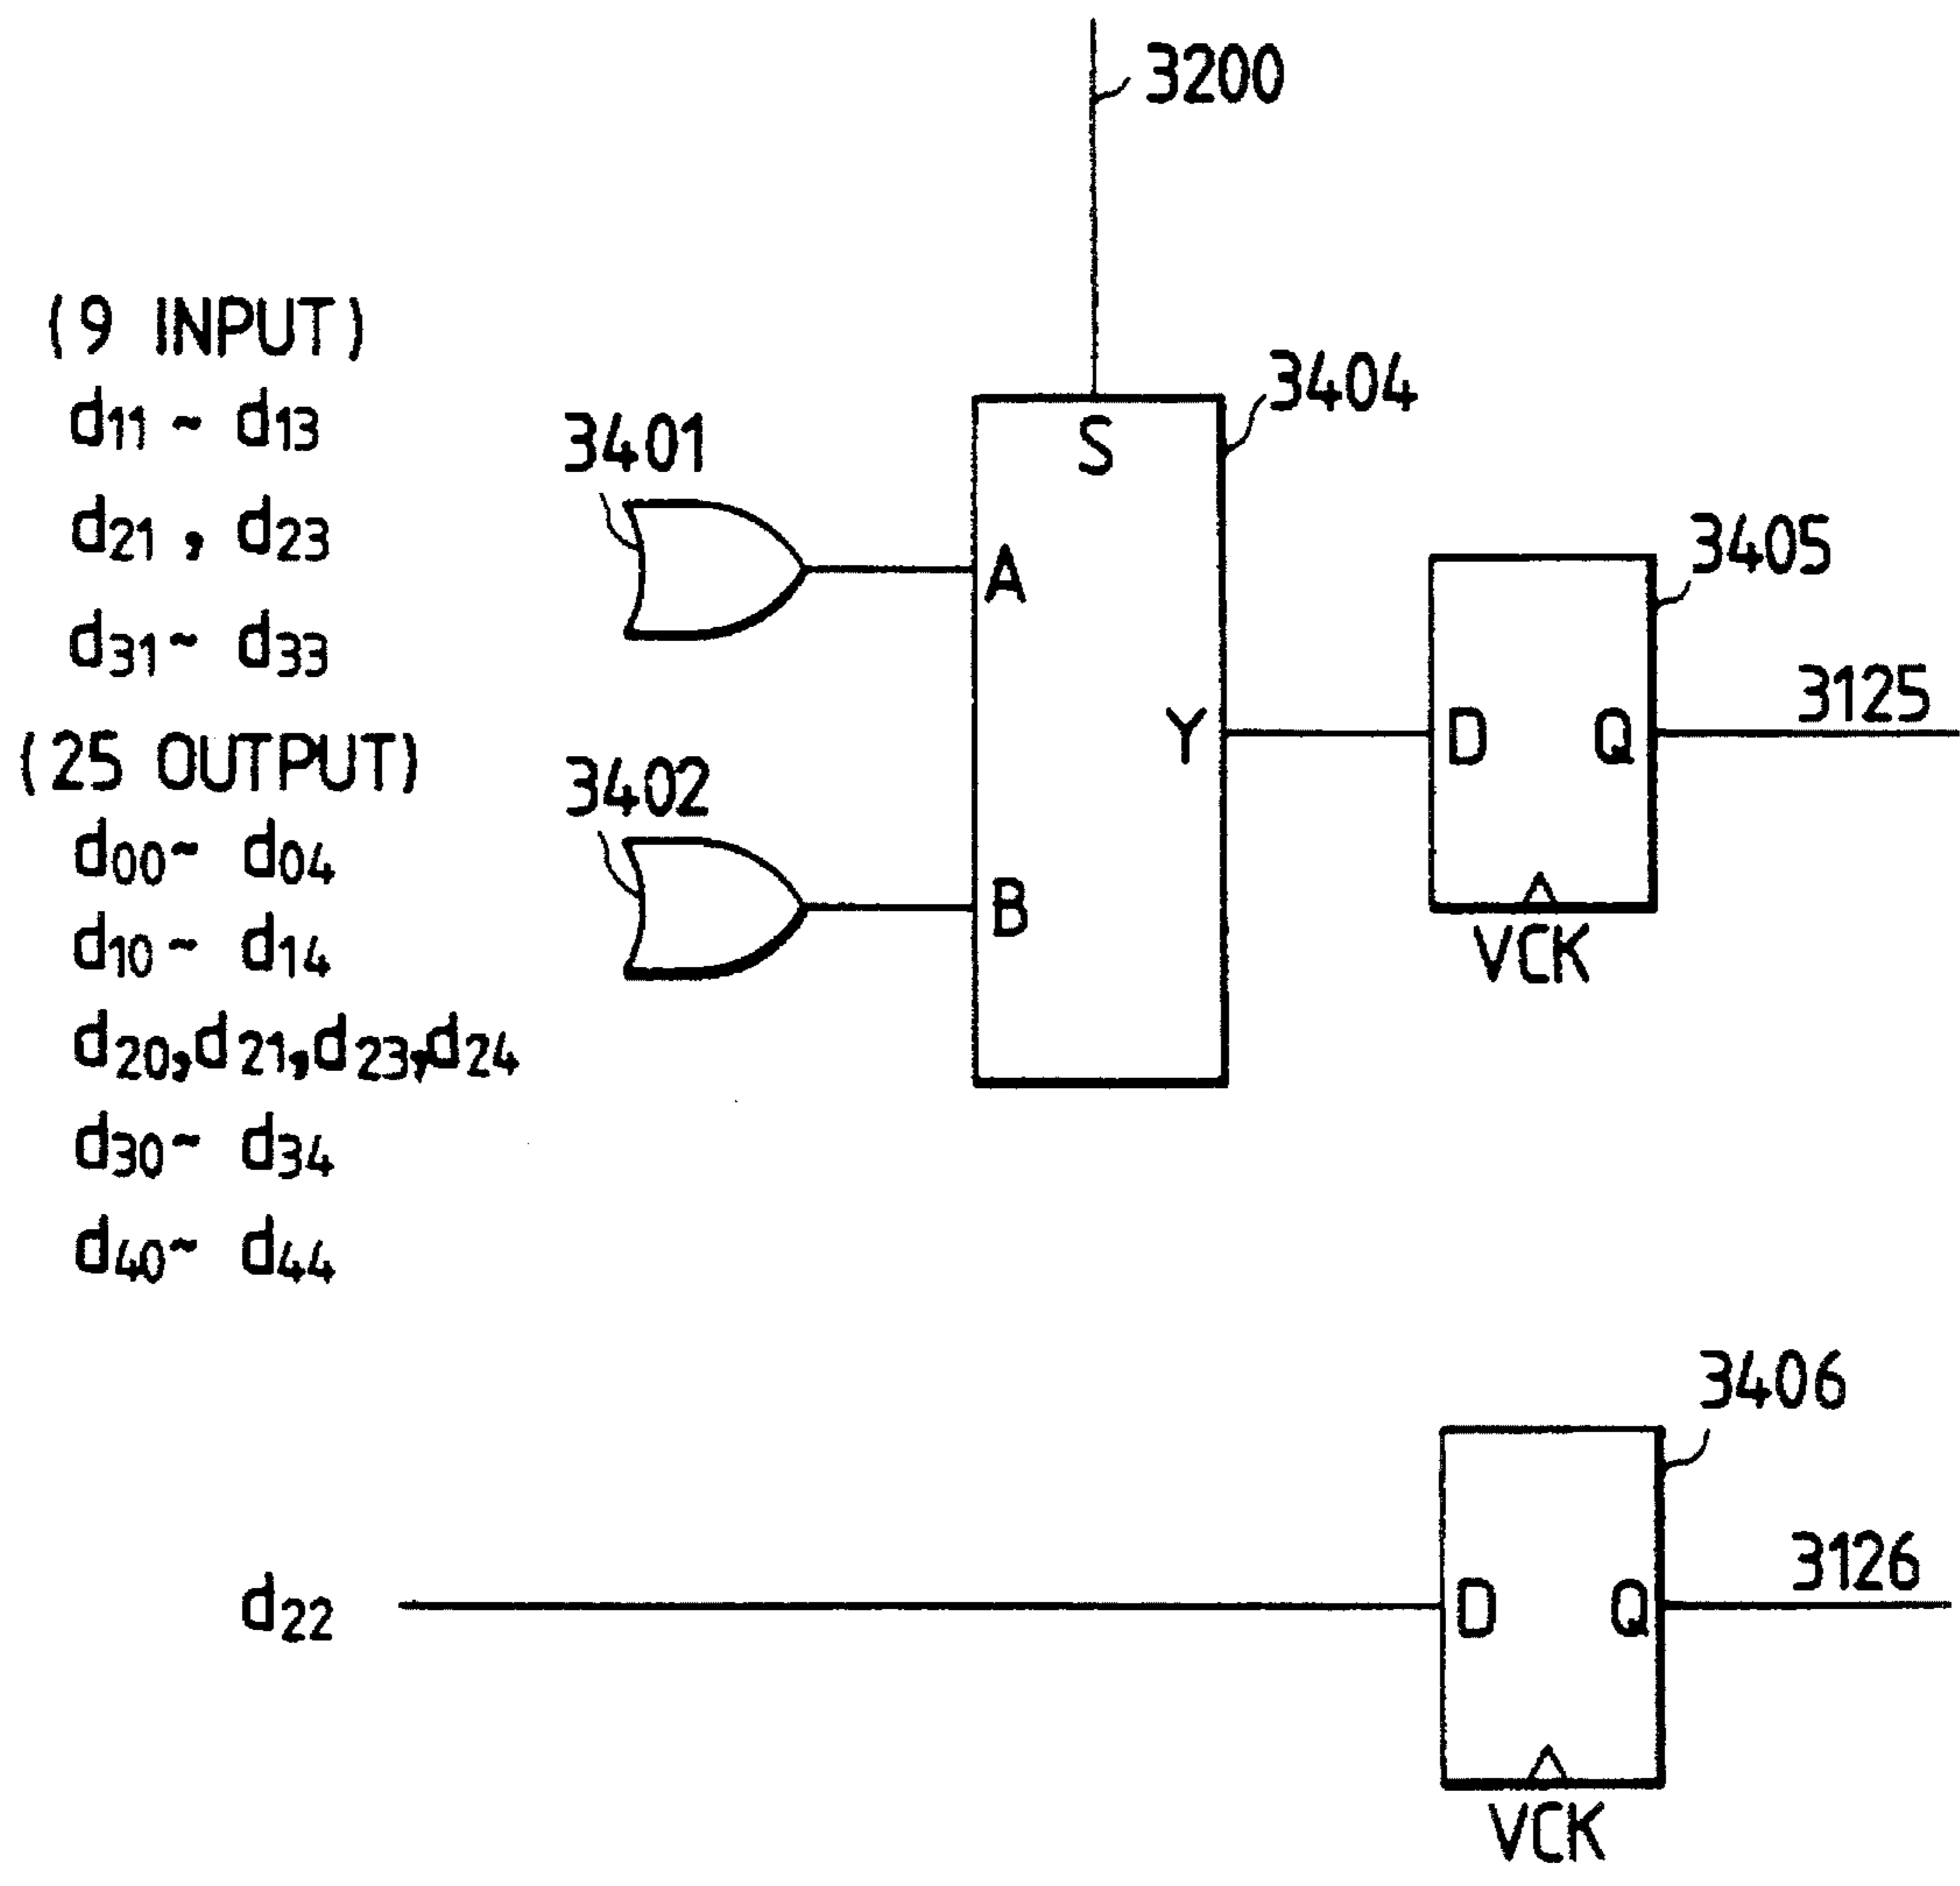 3200
(9 INPUT)
d11 ~ d13
d21 , d23
d31 ~ d33
(25 OUTPUT)
d00 ~ d04
d10 ~ d14
d20,d21,d23,d24
d30 ~ d34
d40 ~ d44
3401
3402
S
A
B
Y
3404
3405
D Q
VCK
3125
d22
3406
D Q
VCK
3126